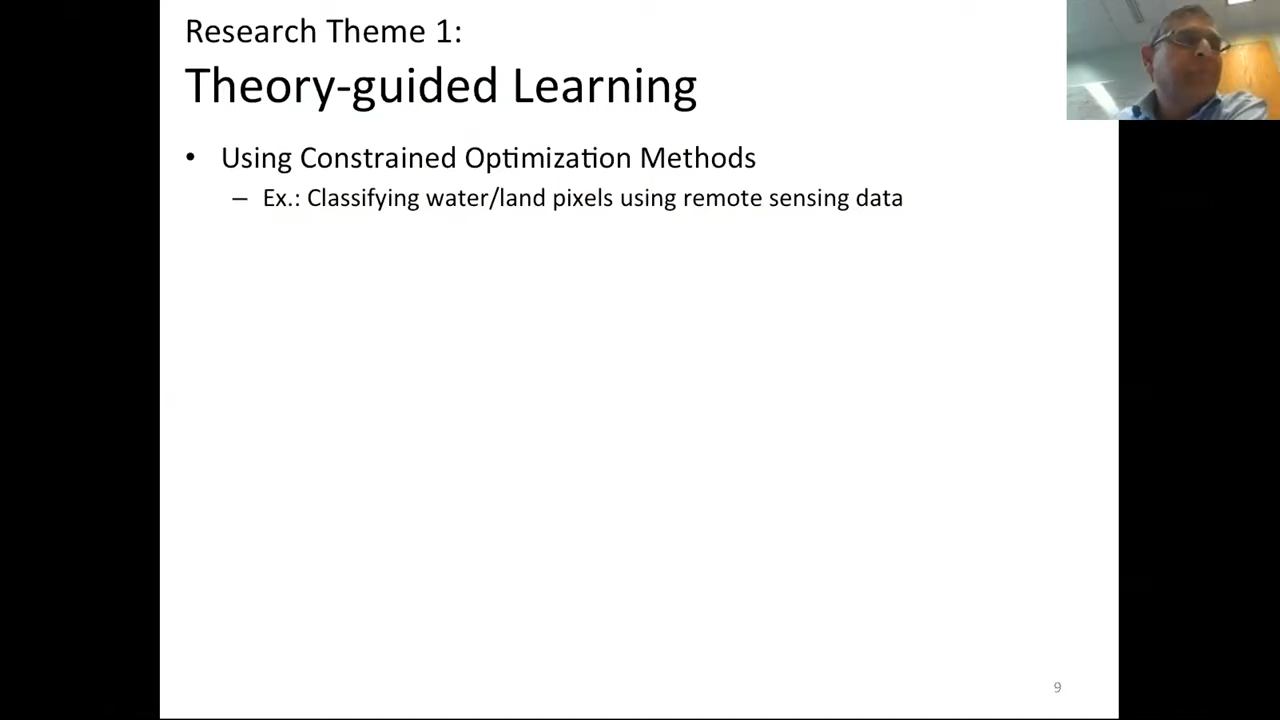 Research Theme 1:
Theory-guided Learning
• Using Constrained Optimization Methods
– Ex.: Classifying water/land pixels using remote sensing data
9